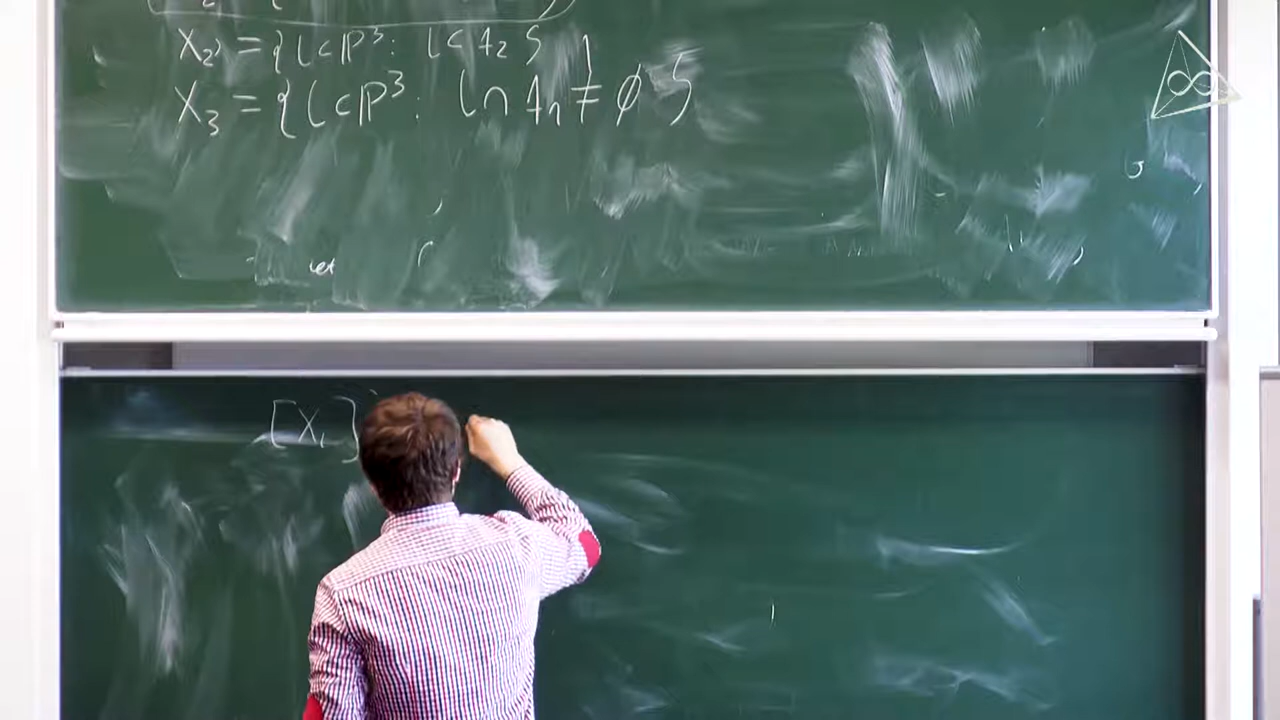 X₂ = {l ⊂ ℙ³ : l ⊂ A₂}
X₃ = {l ⊂ ℙ³ : l ∩ A₁ ≠ ∅}
[X₁]